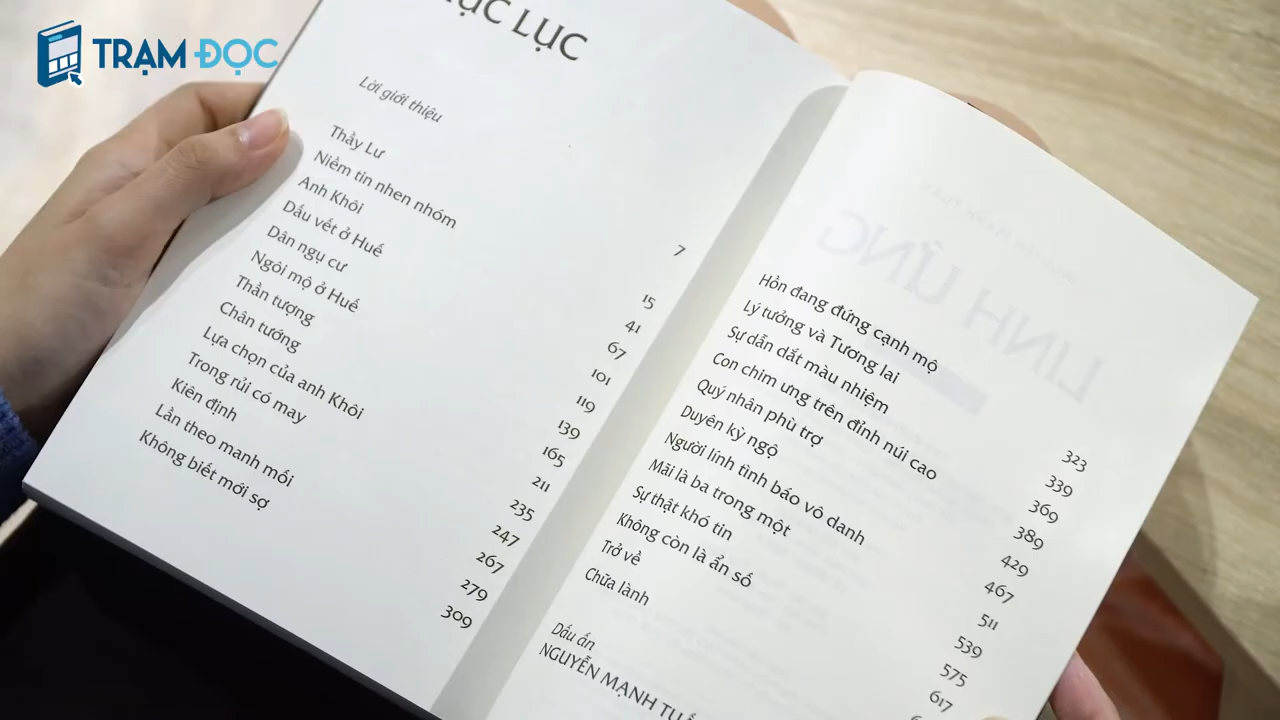 TRẠM ĐỌC
ỤC LỤC
Lời giới thiệu 7
Thầy Lư 15
Niềm tin nhen nhóm 41
Anh Khôi 67
Dấu vết ở Huế 101
Dân ngụ cư 119
Ngôi mộ ở Huế 139
Thần tượng 165
Chân tướng 211
Lựa chọn của anh Khôi 235
Trong rủi có may 247
Kiên định 267
Lần theo manh mối 279
Không biết mới sợ 309
Hồn đang đứng cạnh mộ 323
Lý tưởng và Tương lai 339
Sự dẫn dắt màu nhiệm 369
Con chim ưng trên đỉnh núi cao 389
Quý nhân phù trợ 429
Duyên kỳ ngộ 467
Người lính tình báo vô danh 511
Mãi là ba trong một 539
Sự thật khó tin 575
Không còn là ẩn số 617
Trở về
Chữa lành
Dấu ấn
NGUYỄN MẠNH
LINH ỨNG